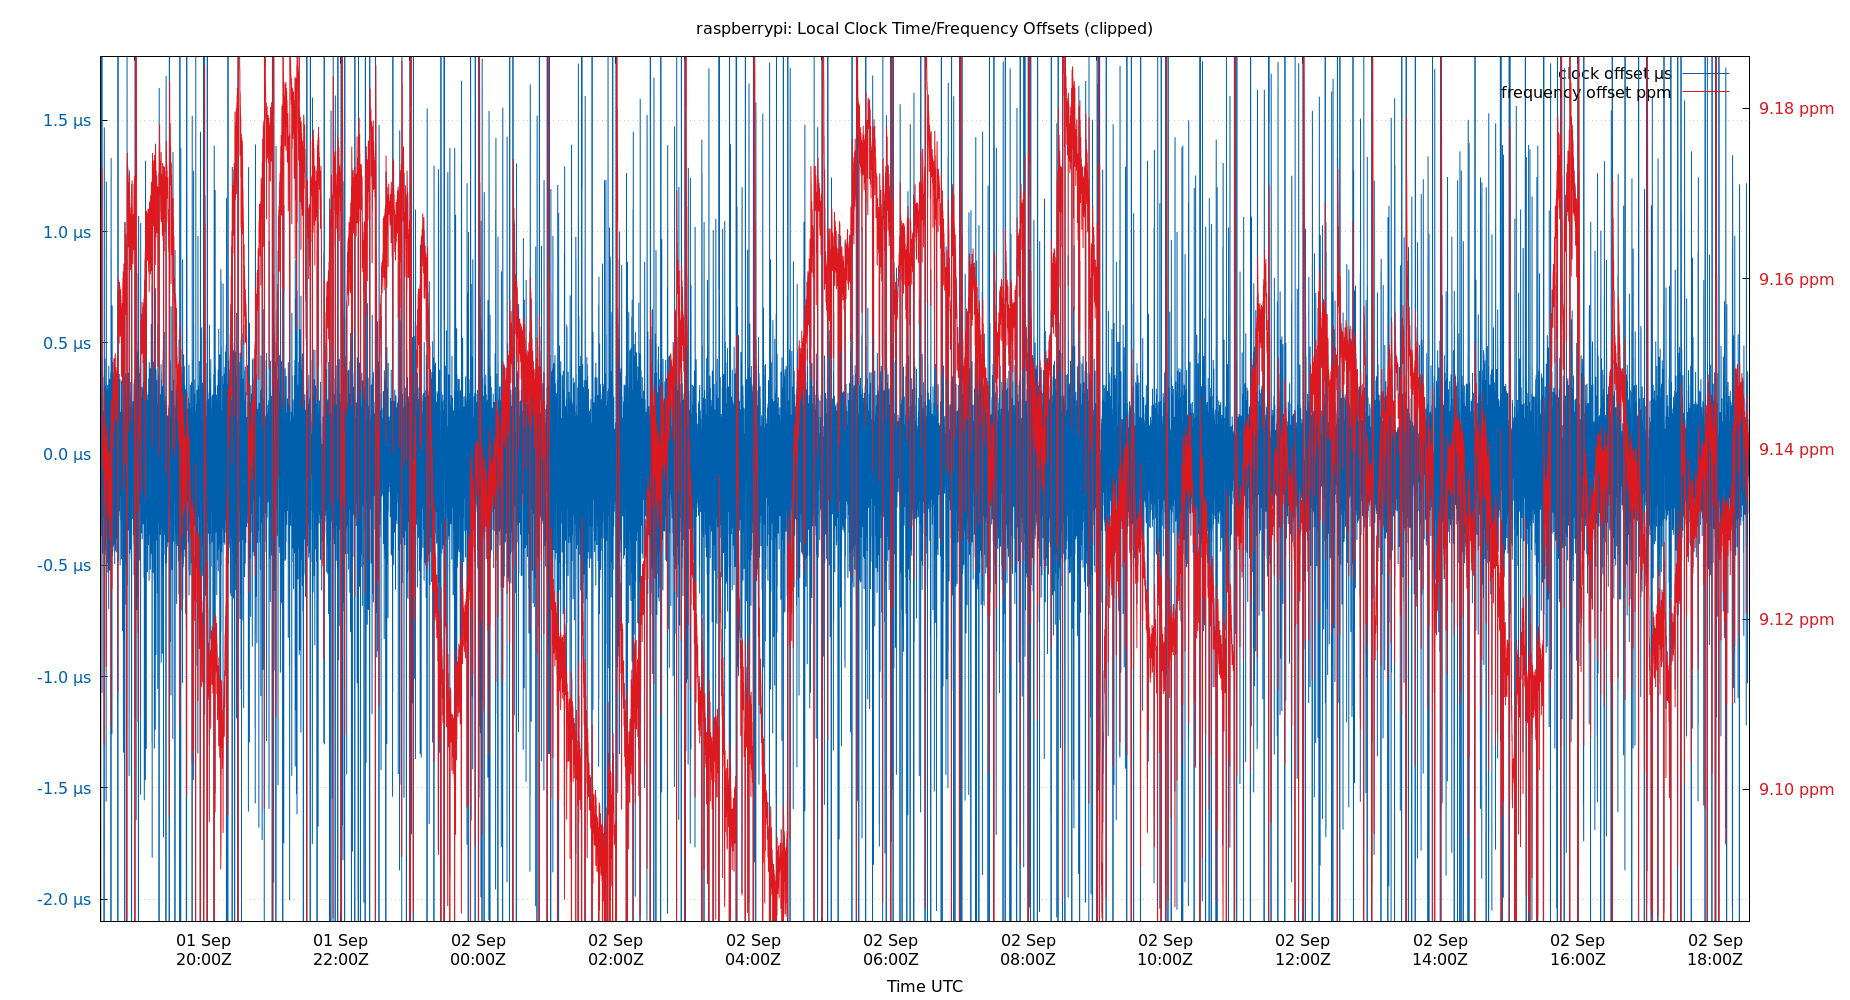 raspberrypi: Local Clock Time/Frequency Offsets (clipped)
clock offset µs
frequency offset ppm
1.5 µs
1.0 µs
0.5 µs
0.0 µs
-0.5 µs
-1.0 µs
-1.5 µs
-2.0 µs
9.18 ppm
9.16 ppm
9.14 ppm
9.12 ppm
9.10 ppm
01 Sep
20:00Z
01 Sep
22:00Z
02 Sep
00:00Z
02 Sep
02:00Z
02 Sep
04:00Z
02 Sep
06:00Z
02 Sep
08:00Z
02 Sep
10:00Z
02 Sep
12:00Z
02 Sep
14:00Z
02 Sep
16:00Z
02 Sep
18:00Z
Time UTC